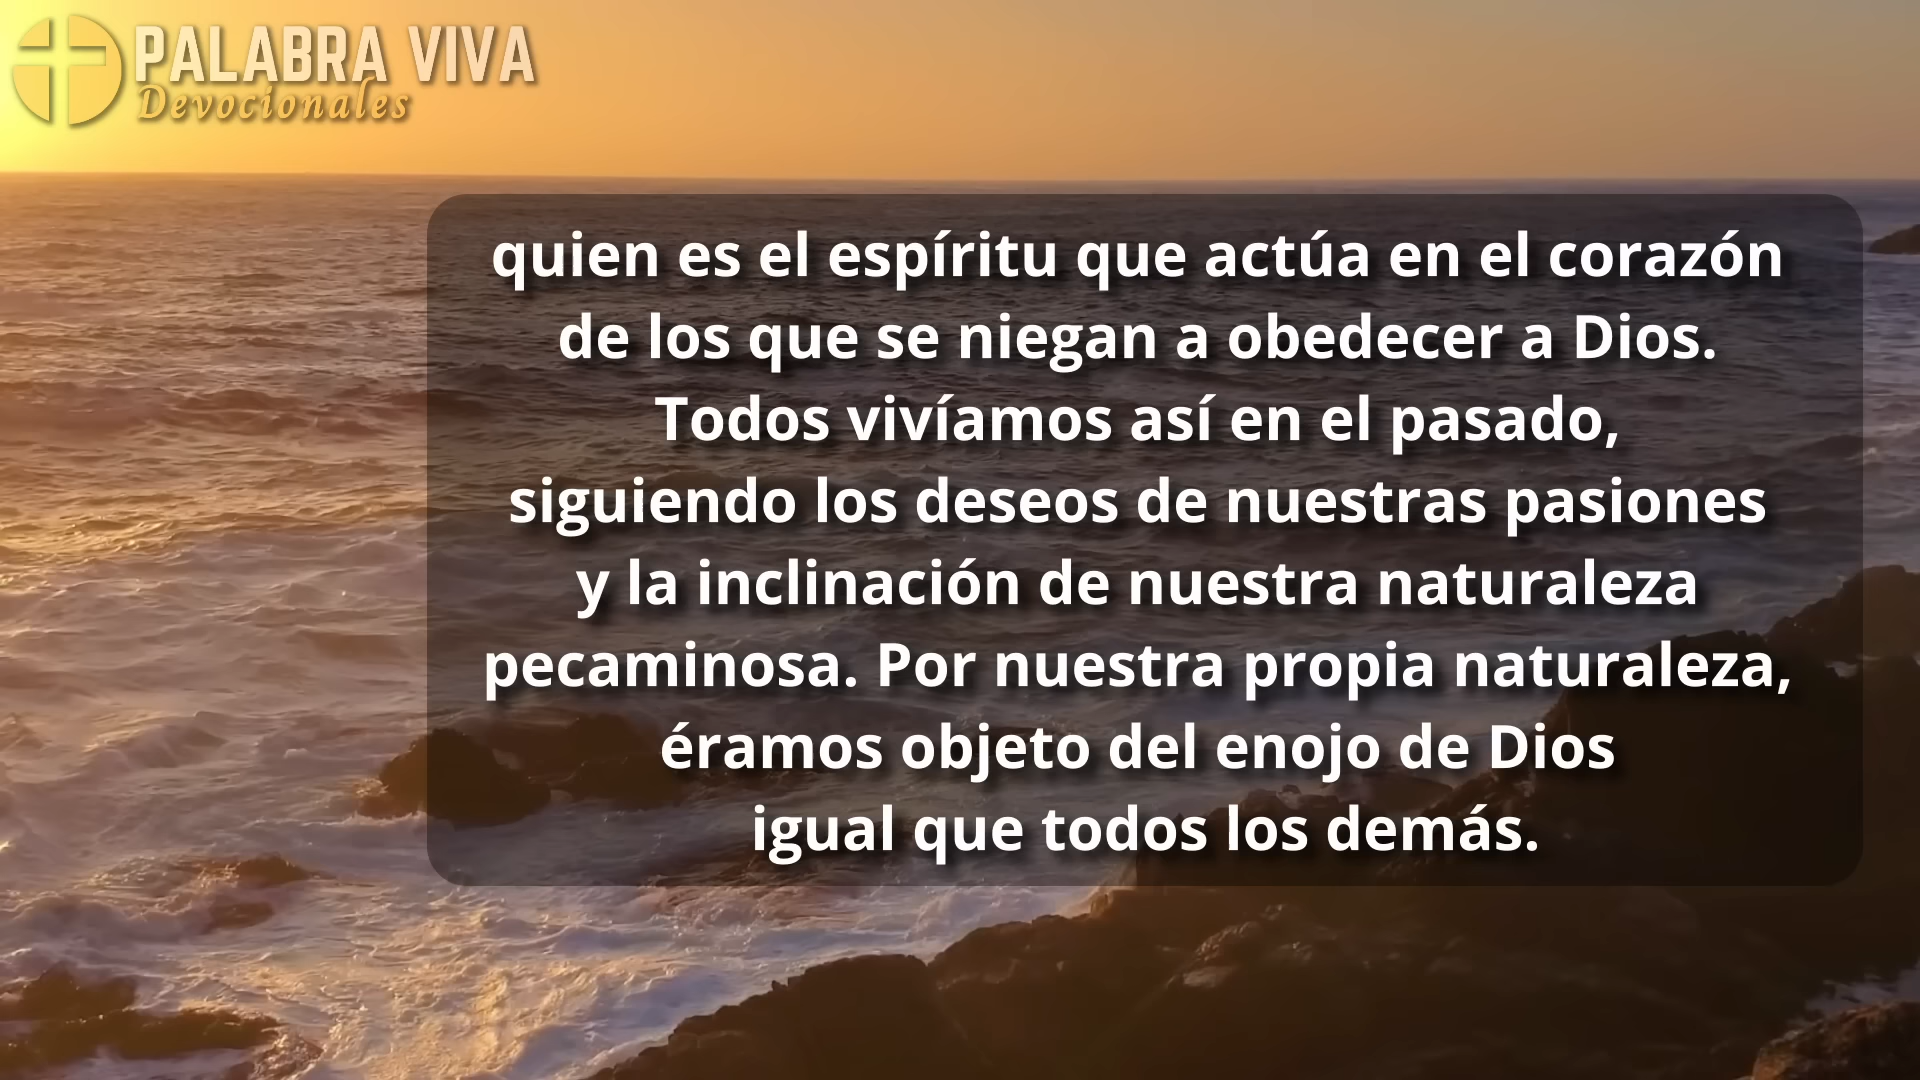 PALABRA VIVA
Devocionales
quien es el espíritu que actúa en el corazón
de los que se niegan a obedecer a Dios.
Todos vivíamos así en el pasado,
siguiendo los deseos de nuestras pasiones
y la inclinación de nuestra naturaleza
pecaminosa. Por nuestra propia naturaleza,
éramos objeto del enojo de Dios
igual que todos los demás.